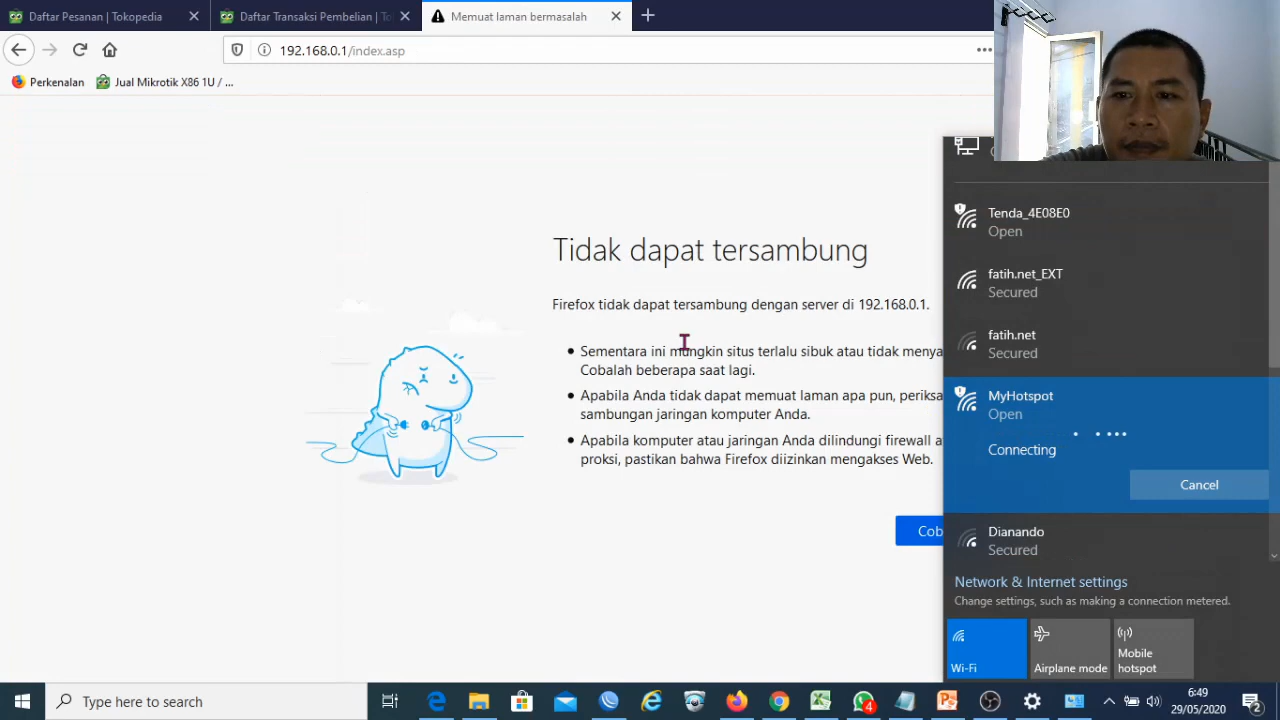 Daftar Pesanan | Tokopedia
Daftar Transaksi Pembelian | To
Memuat laman bermasalah
192.168.0.1/index.asp
Perkenalan
Jual Mikrotik X86 1U / ...
Tidak dapat tersambung
Firefox tidak dapat tersambung dengan server di 192.168.0.1.
Sementara ini mungkin situs terlalu sibuk atau tidak menya
Cobalah beberapa saat lagi.
Apabila Anda tidak dapat memuat laman apa pun, periksa
sambungan jaringan komputer Anda.
Apabila komputer atau jaringan Anda dilindungi firewall a
proksi, pastikan bahwa Firefox diizinkan mengakses Web.
Cob
Tenda_4E08E0
Open
fatih.net_EXT
Secured
fatih.net
Secured
MyHotspot
Open
Connecting
Cancel
Dianando
Secured
Network & Internet settings
Change settings, such as making a connection metered.
Wi-Fi
Airplane mode
Mobile
hotspot
Type here to search
4
6:49
29/05/2020
2